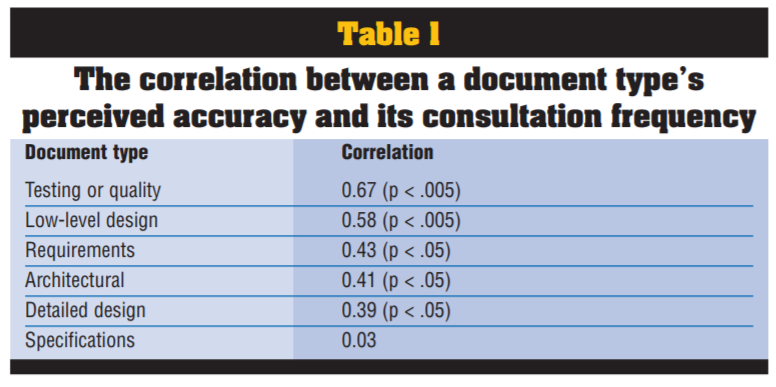 Table 1
The correlation between a document type's
perceived accuracy and its consultation frequency
Document type Correlation
Testing or quality 0.67 (p < .005)
Low-level design 0.58 (p < .005)
Requirements 0.43 (p < .05)
Architectural 0.41 (p < .05)
Detailed design 0.39 (p < .05)
Specifications 0.03